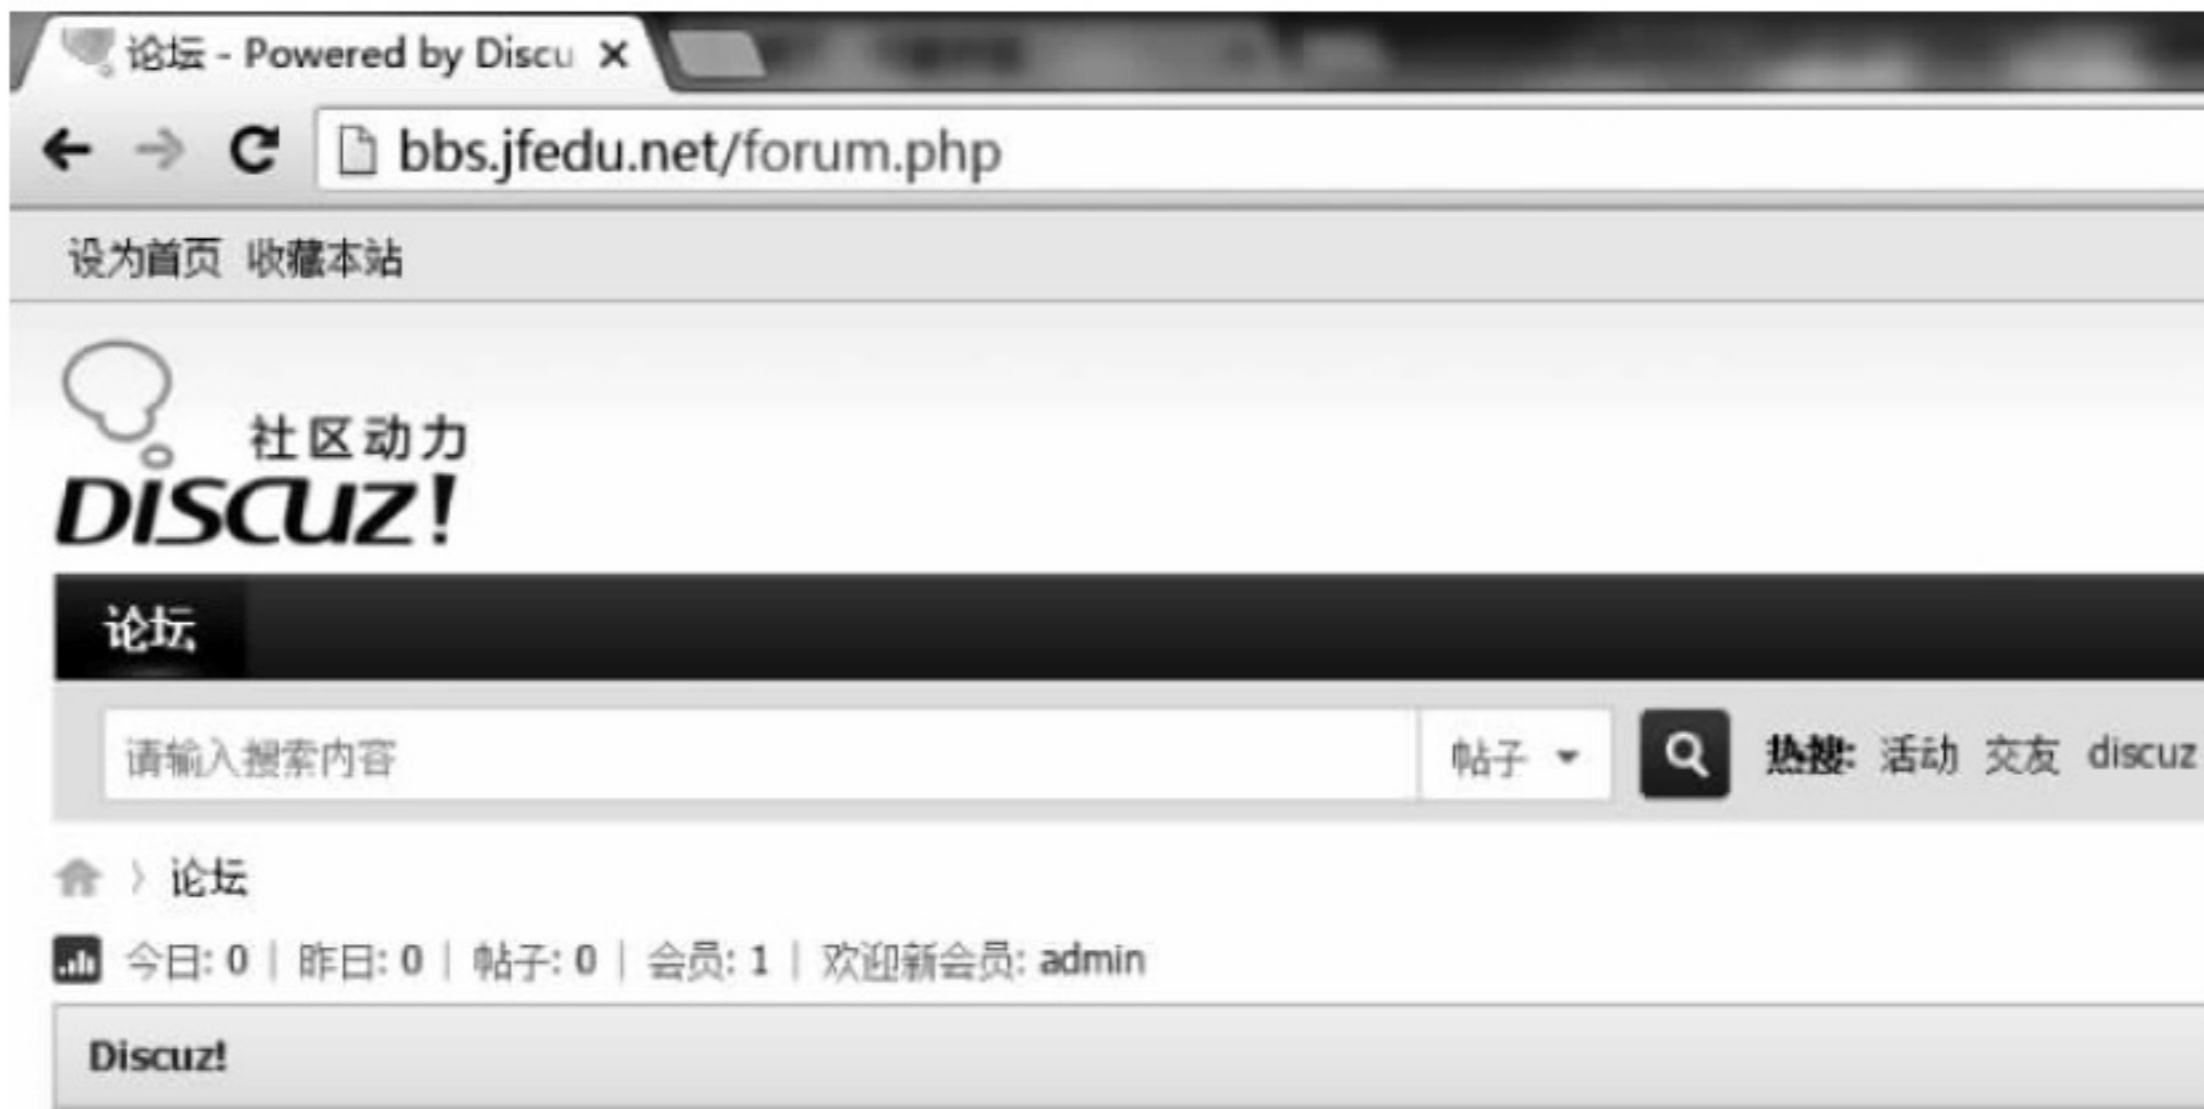 论坛 - Powered by Discu
bbs.jfedu.net/forum.php
设为首页 收藏本站
社区动力
DISCUZ!
论坛
请输入搜索内容 帖子 热搜: 活动 交友 discuz
论坛
今日: 0 | 昨日: 0 | 帖子: 0 | 会员: 1 | 欢迎新会员: admin
Discuz!